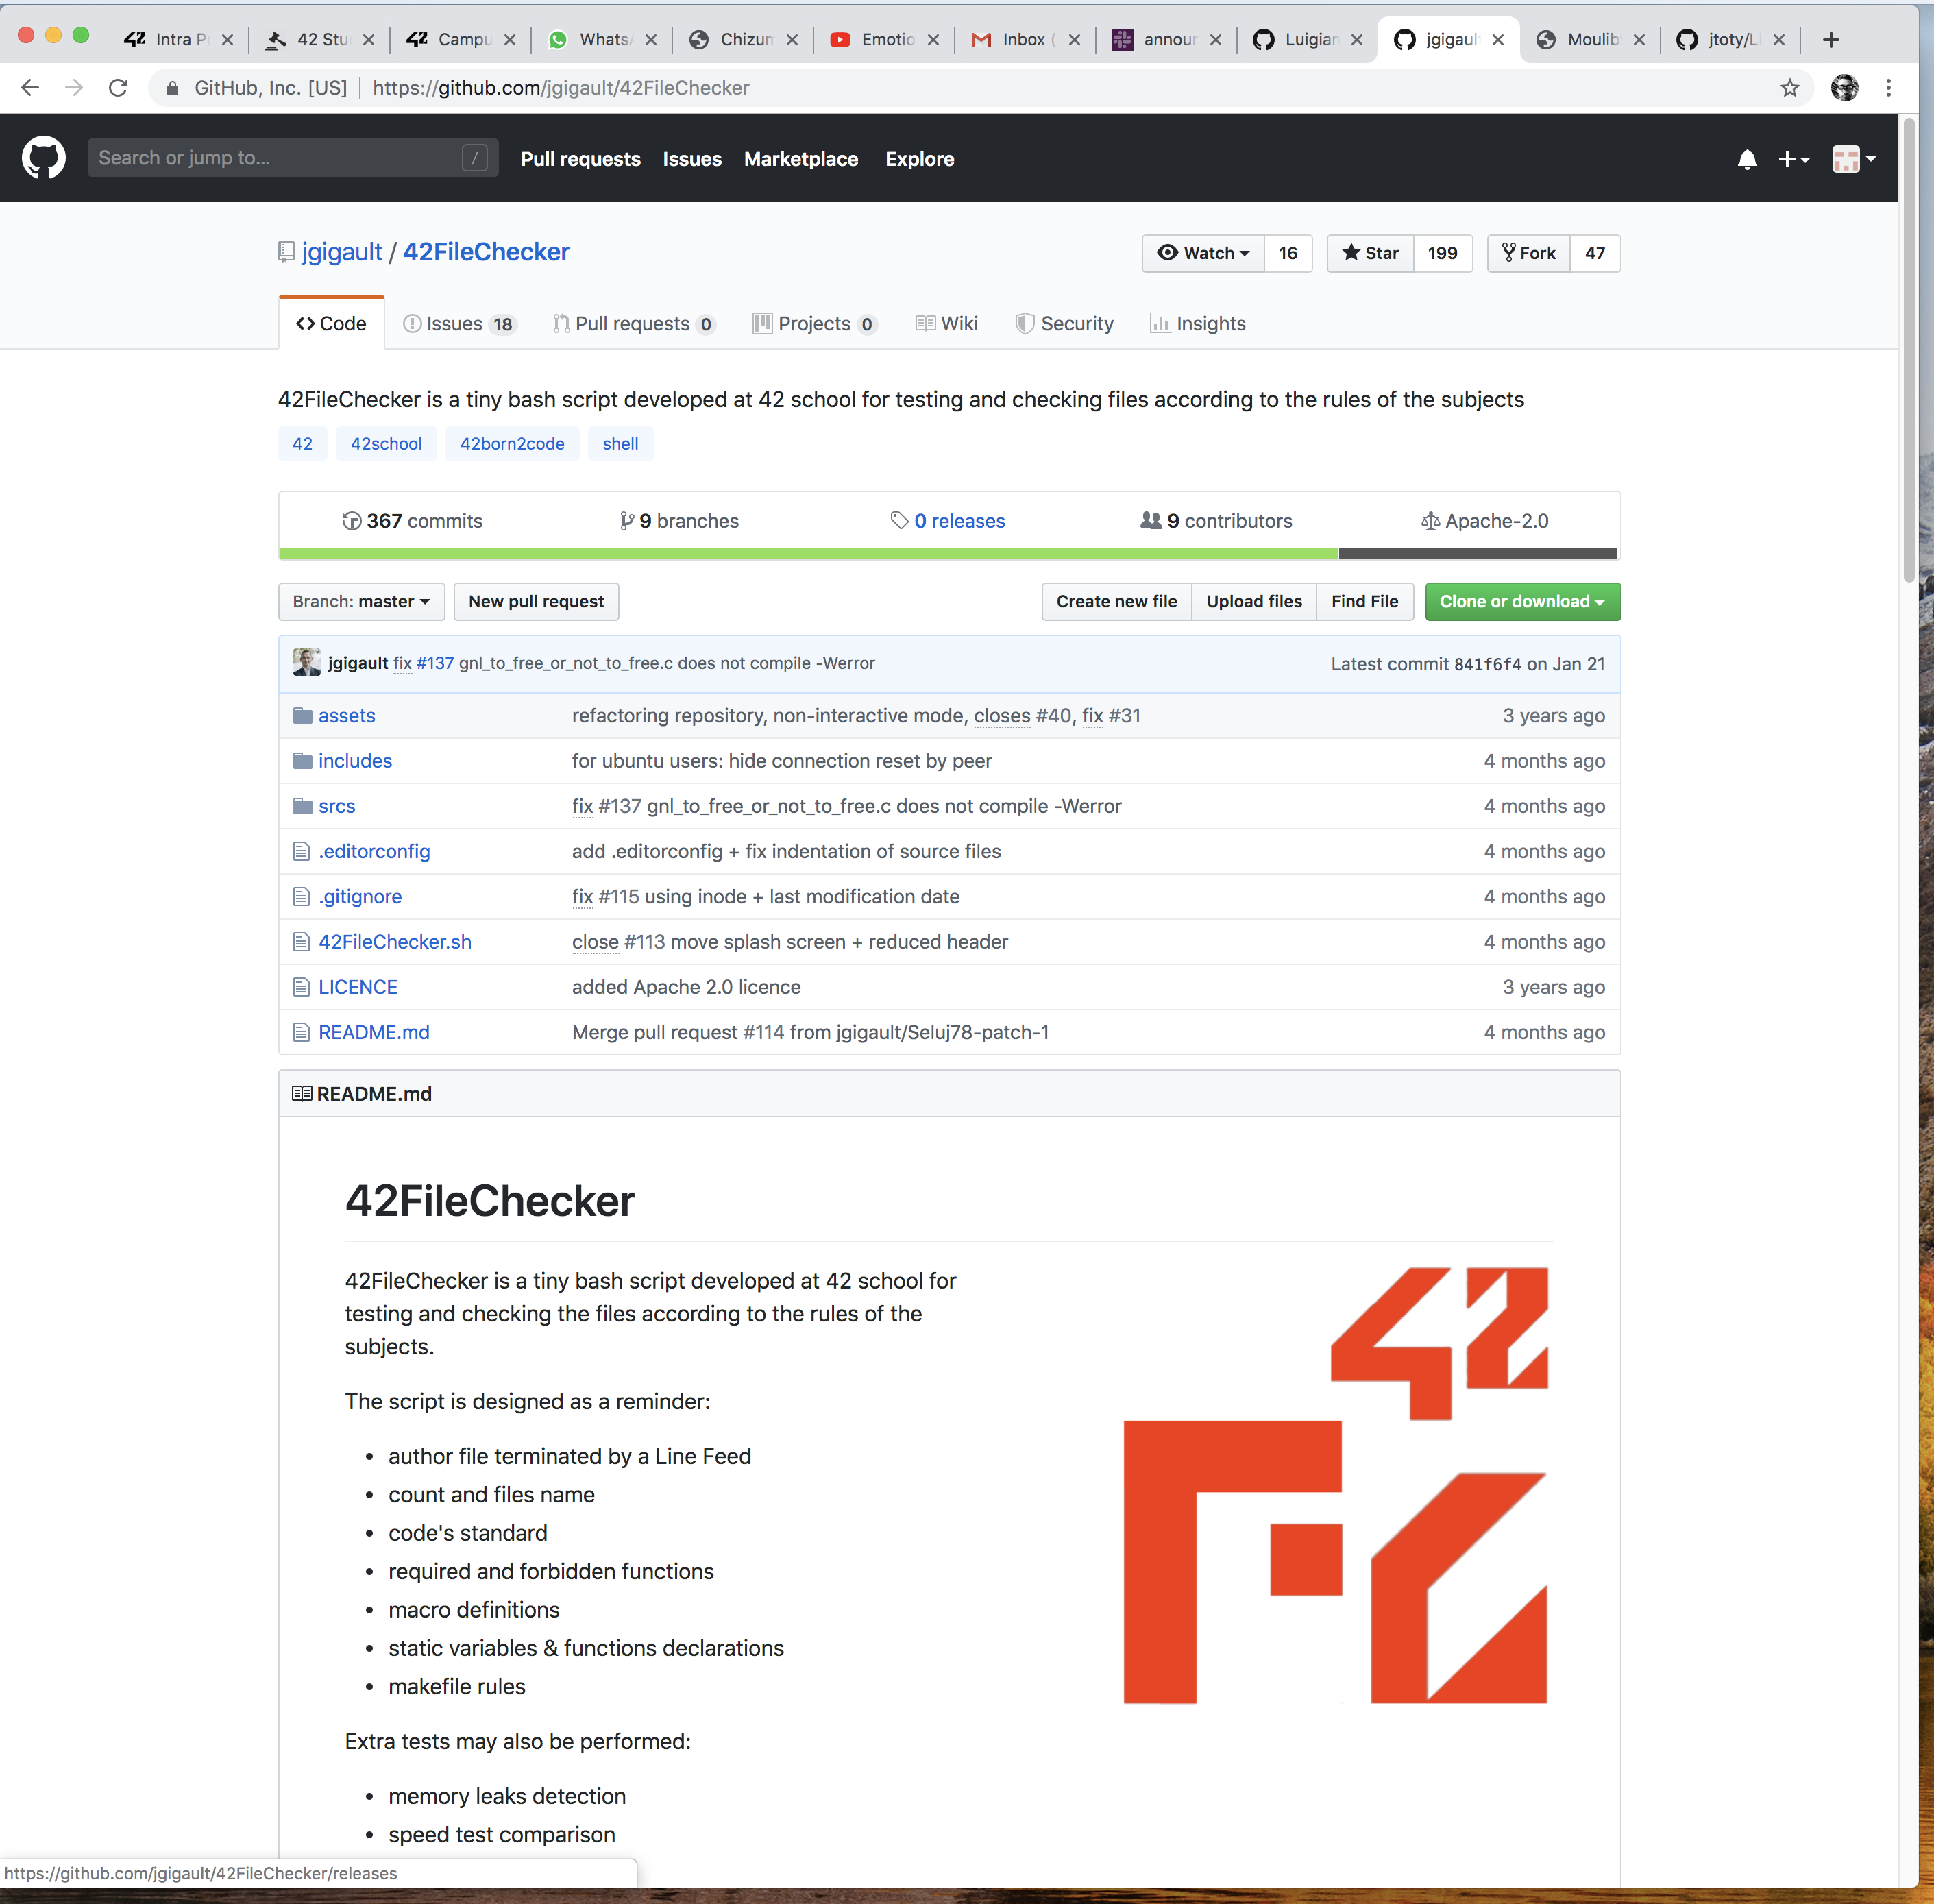 Intra P
42 Stu
Campu
Whats
Chizum
Emotio
Inbox (
annour
Luigian
jgigault
Moulib
jtoty/Li
GitHub, Inc. [US] | https://github.com/jgigault/42FileChecker
Search or jump to... /
Pull requests Issues Marketplace Explore
jgigault / 42FileChecker
Watch 16 Star 199 Fork 47
Code Issues 18 Pull requests 0 Projects 0 Wiki Security Insights
42FileChecker is a tiny bash script developed at 42 school for testing and checking files according to the rules of the subjects
42 42school 42born2code shell
367 commits 9 branches 0 releases 9 contributors Apache-2.0
Branch: master New pull request Create new file Upload files Find File Clone or download
jgigault fix #137 gnl_to_free_or_not_to_free.c does not compile -Werror Latest commit 841f6f4 on Jan 21
assets refactoring repository, non-interactive mode, closes #40, fix #31 3 years ago
includes for ubuntu users: hide connection reset by peer 4 months ago
srcs fix #137 gnl_to_free_or_not_to_free.c does not compile -Werror 4 months ago
.editorconfig add .editorconfig + fix indentation of source files 4 months ago
.gitignore fix #115 using inode + last modification date 4 months ago
42FileChecker.sh close #113 move splash screen + reduced header 4 months ago
LICENCE added Apache 2.0 licence 3 years ago
README.md Merge pull request #114 from jgigault/Seluj78-patch-1 4 months ago
README.md
42FileChecker
42FileChecker is a tiny bash script developed at 42 school for
testing and checking the files according to the rules of the
subjects.
The script is designed as a reminder:
• author file terminated by a Line Feed
• count and files name
• code's standard
• required and forbidden functions
• macro definitions
• static variables & functions declarations
• makefile rules
42
FC
Extra tests may also be performed:
• memory leaks detection
• speed test comparison
https://github.com/jgigault/42FileChecker/releases